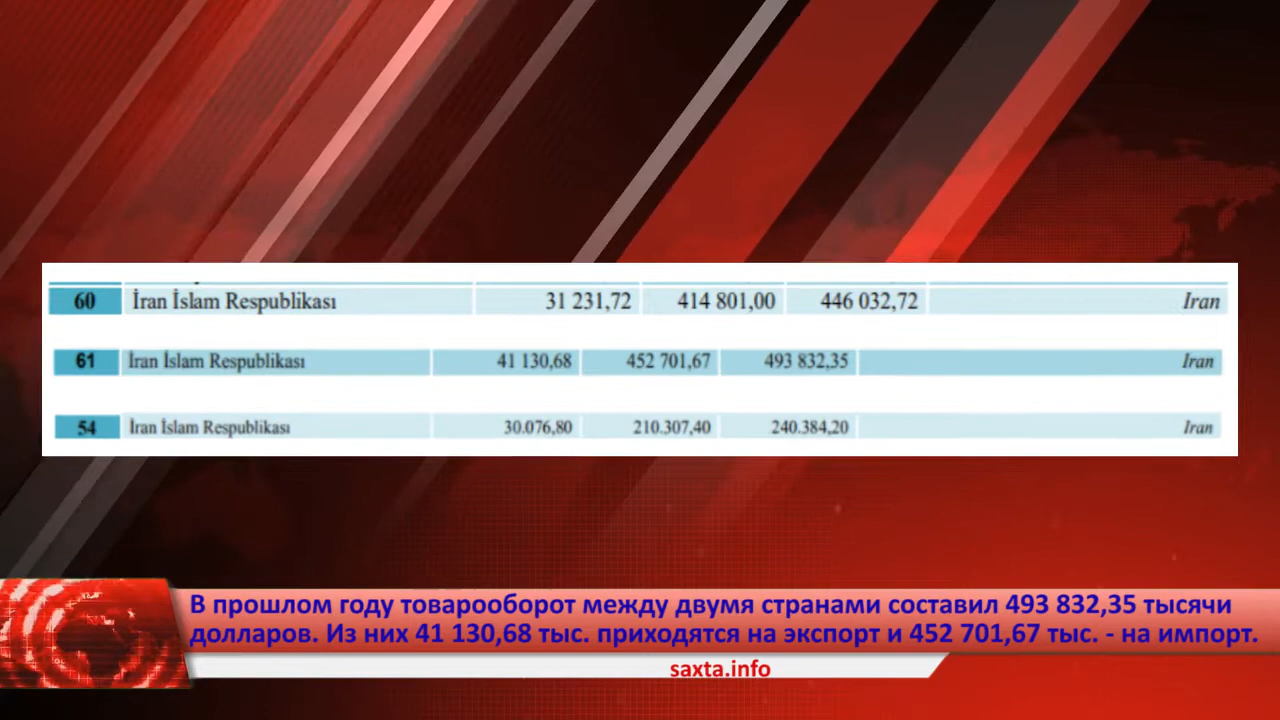 60 İran İslam Respublikası 31 231,72 414 801,00 446 032,72 Iran
61 İran İslam Respublikası 41 130,68 452 701,67 493 832,35 Iran
54 İran İslam Respublikası 30.076,80 210.307,40 240.384,20 Iran
В прошлом году товарооборот между двумя странами составил 493 832,35 тысячи
долларов. Из них 41 130,68 тыс. приходятся на экспорт и 452 701,67 тыс. - на импорт.
saxta.info